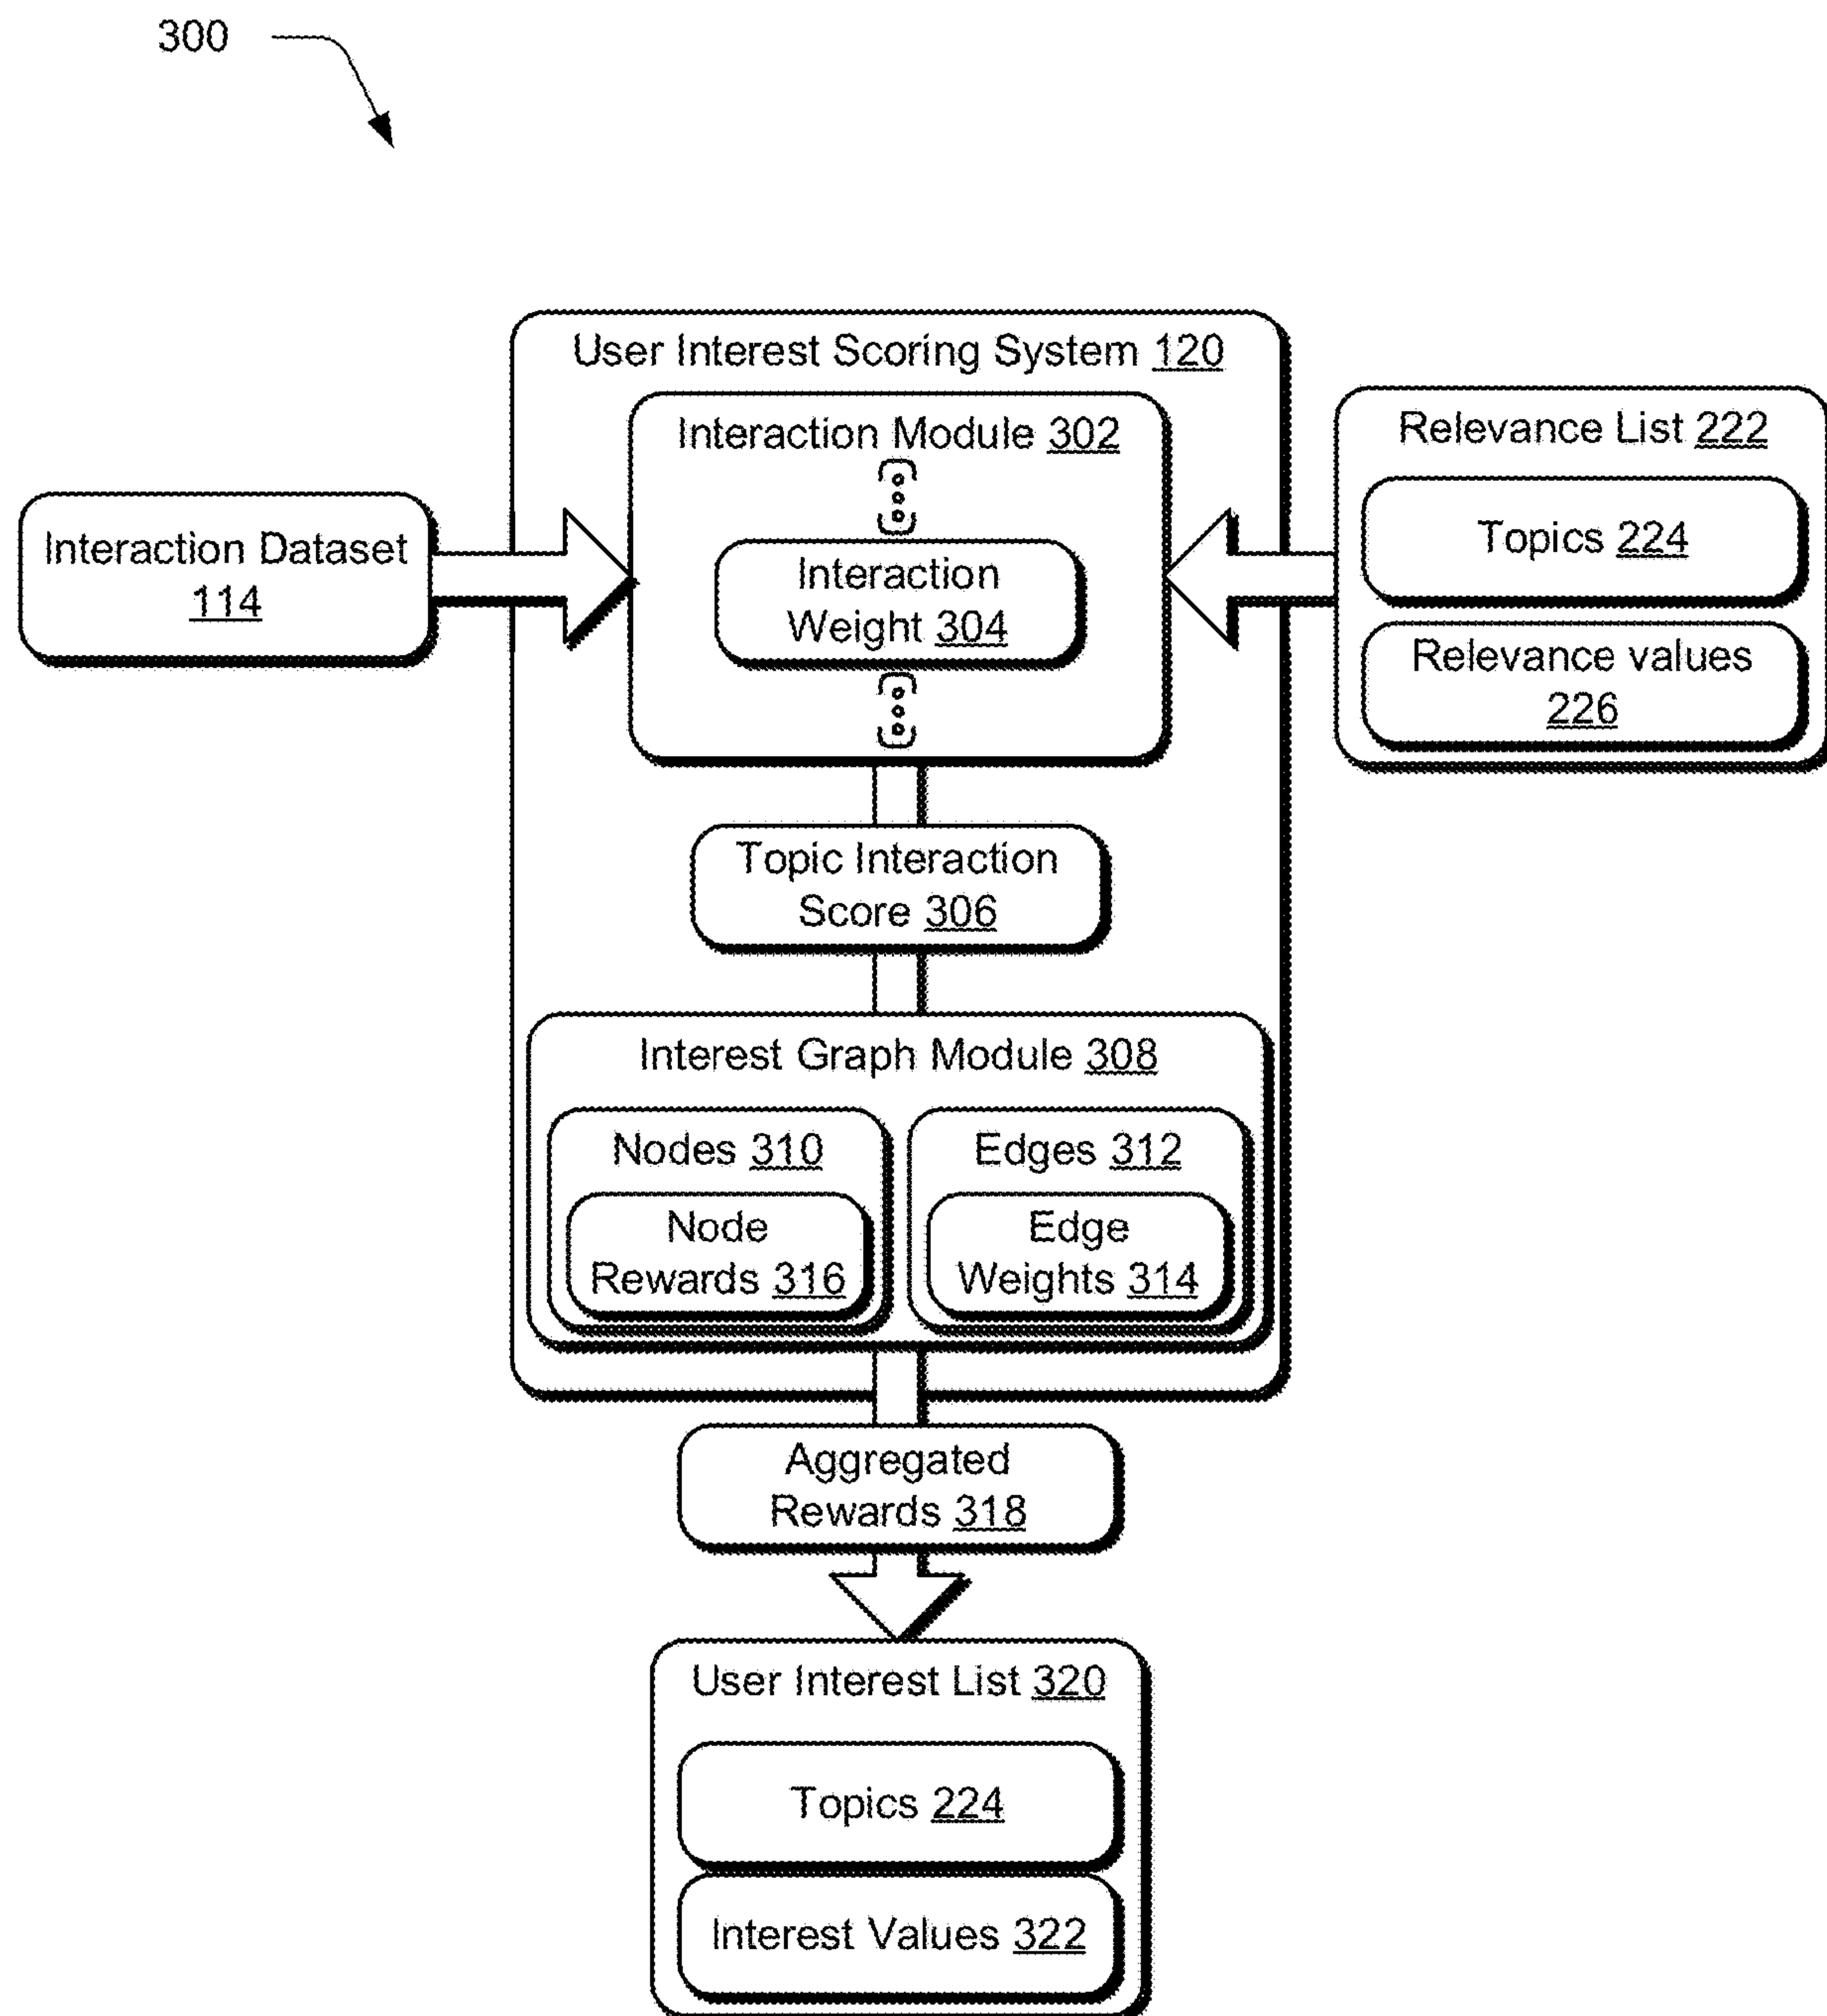 300
User Interest Scoring System 120
Interaction Module 302
Interaction
Weight 304
Interaction Dataset
114
Relevance List 222
Topics 224
Relevance values
226
Topic Interaction
Score 306
Interest Graph Module 308
Nodes 310
Node
Rewards 316
Edges 312
Edge
Weights 314
Aggregated
Rewards 318
User Interest List 320
Topics 224
Interest Values 322